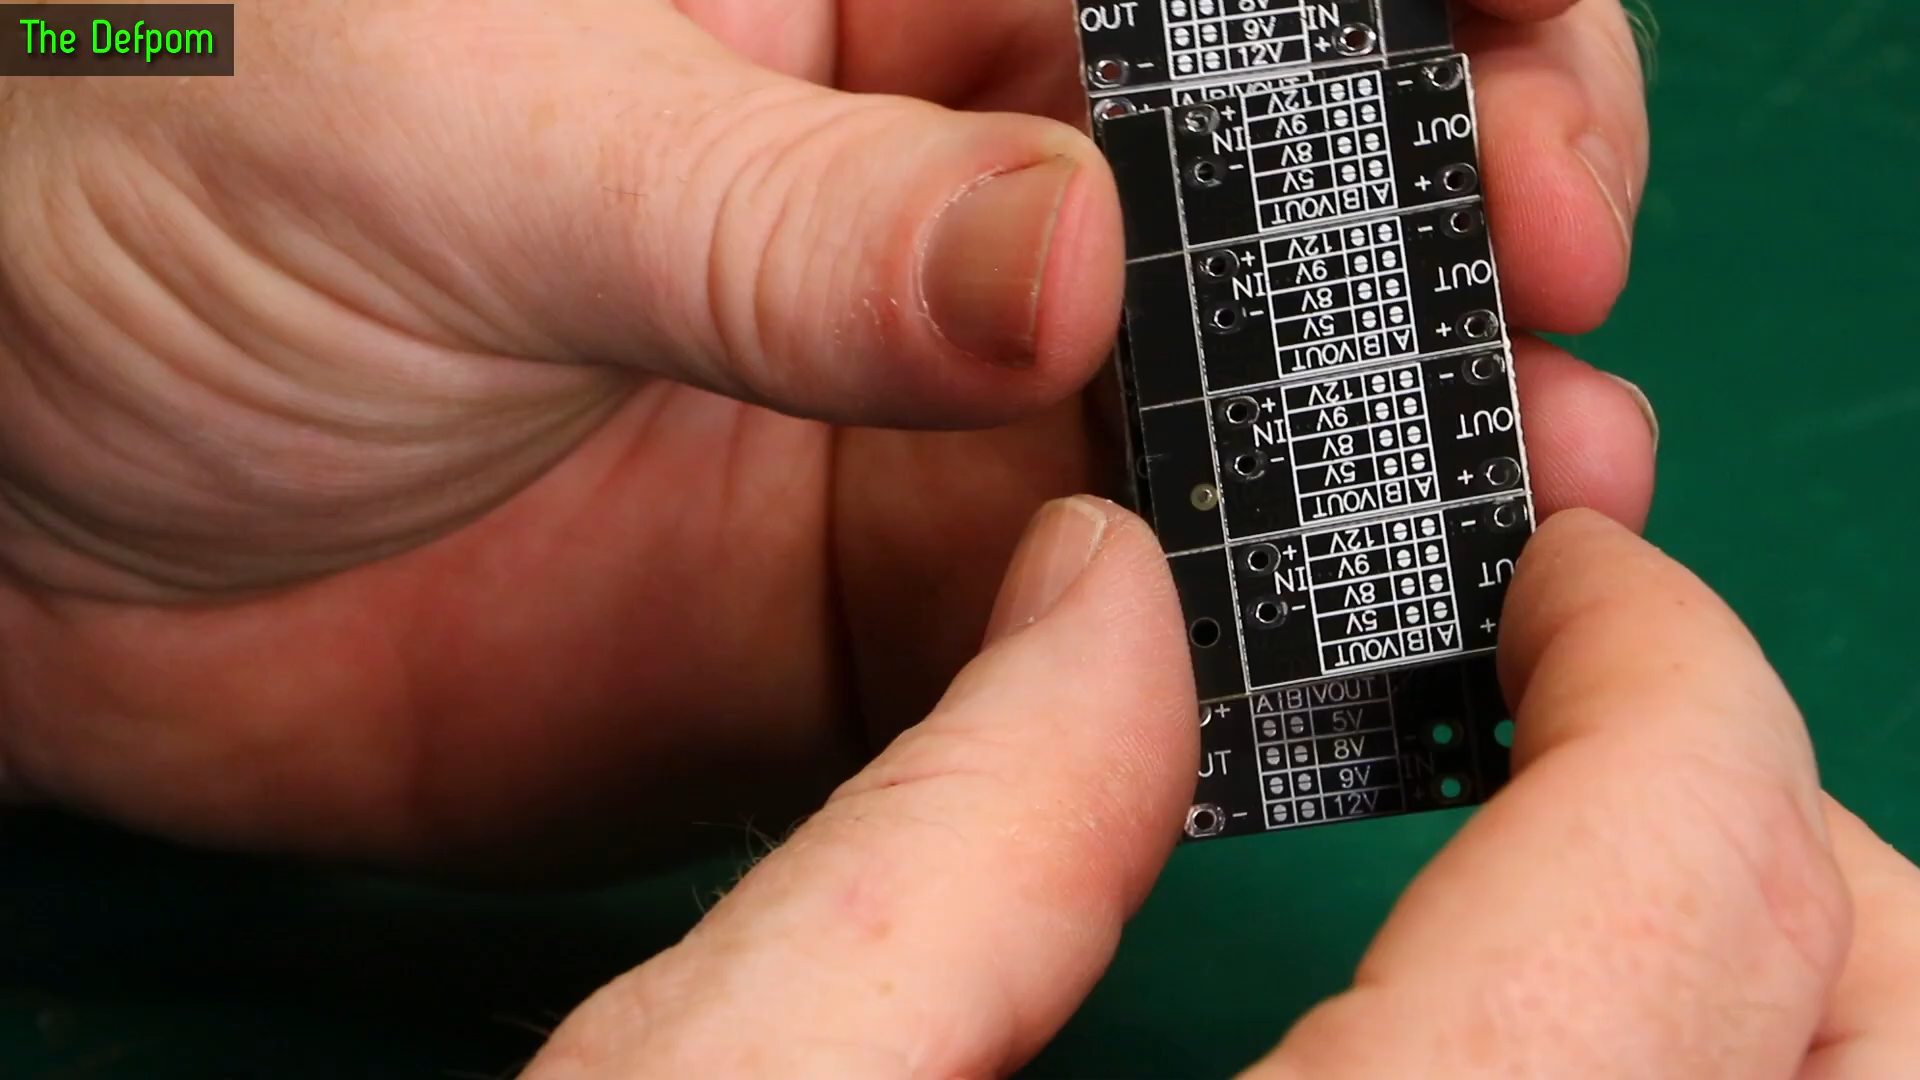 The Defpom
OUT
9V
12V
IN
+
-
12V
9V
8V
5V
A B VOUT
+
IN
-
-
OUT
+
12V
9V
8V
5V
A B VOUT
+
IN
-
-
OUT
+
12V
9V
8V
5V
A B VOUT
+
IN
-
-
OUT
+
12V
9V
8V
5V
A B VOUT
+
IN
-
-
UT
+
A B VOUT
5V
8V
9V
12V
+
UT
-
-
IN
+